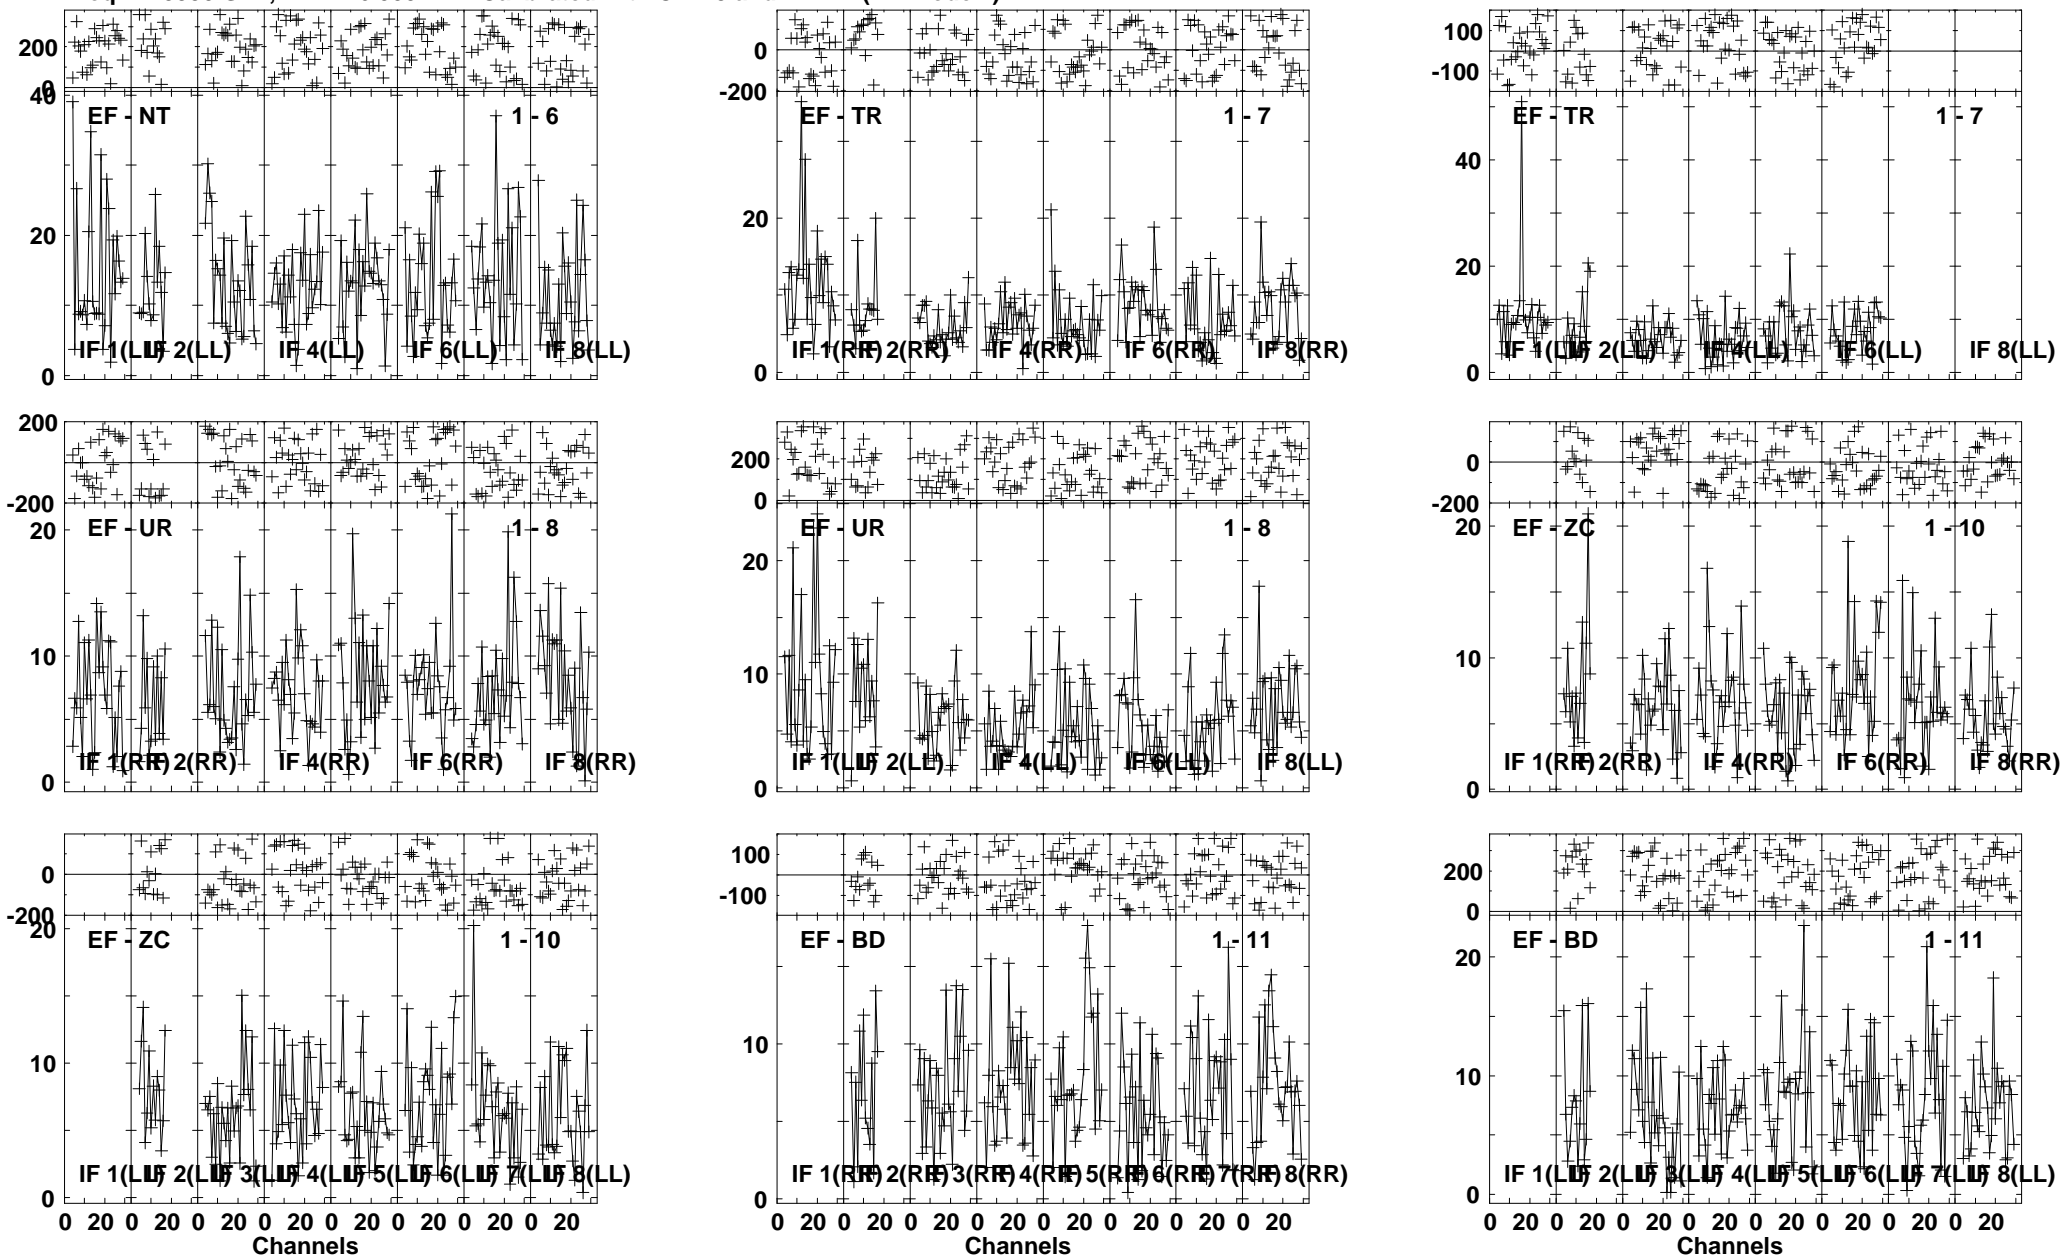 200
0
100
0
-200
100
-100
40
20
0
EF - NT 1 - 6
IF 1(LL) IF 2(LL) IF 4(LL) IF 6(LL) IF 8(LL)
20
0
EF - TR 1 - 7
IF 1(RR) IF 2(RR) IF 4(RR) IF 6(RR) IF 8(RR)
40
20
0
EF - TR 1 - 7
IF 1(LL) IF 2(LL) IF 4(LL) IF 6(LL) IF 8(LL)
200
-200
200
0
0
-200
20
10
0
EF - UR 1 - 8
IF 1(RR) IF 2(RR) IF 4(RR) IF 6(RR) IF 8(RR)
20
10
0
EF - UR 1 - 8
IF 1(LL) IF 2(LL) IF 4(LL) IF 6(LL) IF 8(LL)
20
10
0
EF - ZC 1 - 10
IF 1(RR) IF 2(RR) IF 4(RR) IF 6(RR) IF 8(RR)
0
-200
100
-100
200
0
20
10
0
EF - ZC 1 - 10
IF 1(LL) IF 2(LL) IF 3(LL) IF 4(LL) IF 5(LL) IF 6(LL) IF 7(LL) IF 8(LL)
0 20 0 20 0 20 0 20 0 20 0 20 0 20 0 20
Channels
10
0
EF - BD 1 - 11
IF 1(RR) IF 2(RR) IF 3(RR) IF 4(RR) IF 5(RR) IF 6(RR) IF 7(RR) IF 8(RR)
0 20 0 20 0 20 0 20 0 20 0 20 0 20 0 20
Channels
20
10
0
EF - BD 1 - 11
IF 1(LL) IF 2(LL) IF 3(LL) IF 4(LL) IF 5(LL) IF 6(LL) IF 7(LL) IF 8(LL)
0 20 0 20 0 20 0 20 0 20 0 20 0 20 0 20
Channels